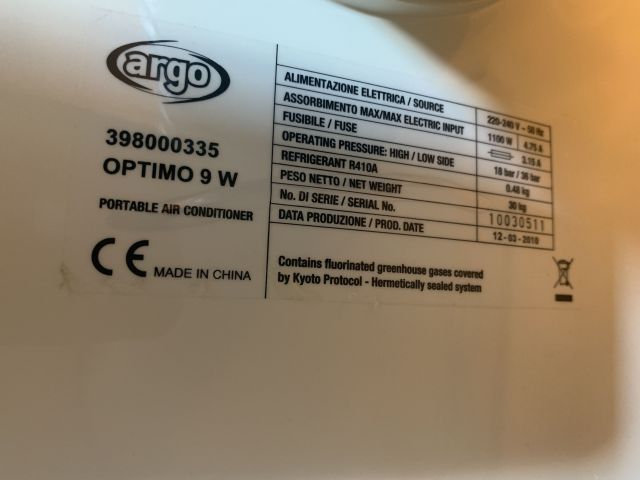 argo
398000335
OPTIMO 9 W
PORTABLE AIR CONDITIONER
CE MADE IN CHINA
ALIMENTAZIONE ELETTRICA / SOURCE 220-240 V ~ 50 Hz
ASSORBIMENTO MAX/MAX ELECTRIC INPUT 1100 W 4.75 A
FUSIBILE / FUSE 3.15 A
OPERATING PRESSURE: HIGH / LOW SIDE 18 bar / 36 bar
REFRIGERANT R410A 0.48 kg
PESO NETTO / NET WEIGHT 30 kg
No. DI SERIE / SERIAL No. 10030511
DATA PRODUZIONE / PROD. DATE 12-03-2010
Contains fluorinated greenhouse gases covered
by Kyoto Protocol - Hermetically sealed system